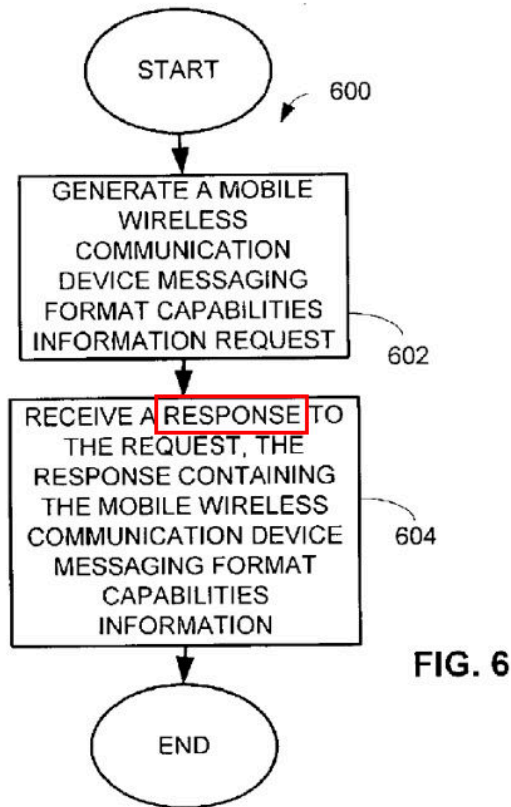 START
600
GENERATE A MOBILE
WIRELESS
COMMUNICATION
DEVICE MESSAGING
FORMAT CAPABILITIES
INFORMATION REQUEST
602
RECEIVE A RESPONSE TO
THE REQUEST, THE
RESPONSE CONTAINING
THE MOBILE WIRELESS
COMMUNICATION DEVICE
MESSAGING FORMAT
CAPABILITIES
INFORMATION
604
FIG. 6
END